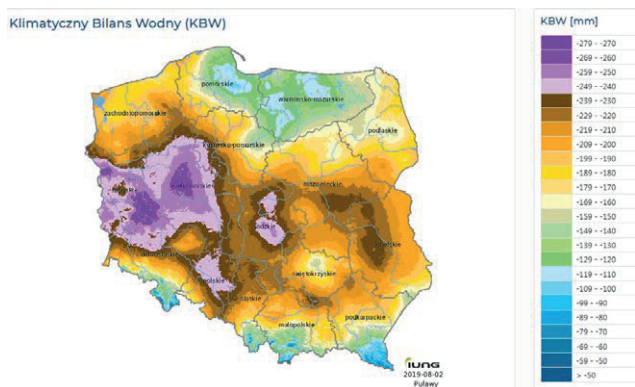 Klimatyczny Bilans Wodny (KBW)
pomorskie
warmińsko-mazurskie
zachodniopomorskie
podlaskie
kujawsko-pomorskie
mazowieckie
łódzkie
lubelskie
świętokrzyskie
śląskie
podkarpackie
małopolskie
IUNG
2019-08-02
Puławy
KBW [mm]
-279 - -270
-269 - -260
-259 - -250
-249 - -240
-239 - -230
-229 - -220
-219 - -210
-209 - -200
-199 - -190
-189 - -180
-179 - -170
-169 - -160
-159 - -150
-149 - -140
-139 - -130
-129 - -120
-119 - -110
-109 - -100
-99 - -90
-89 - -80
-79 - -70
-69 - -60
-59 - -50
> -50